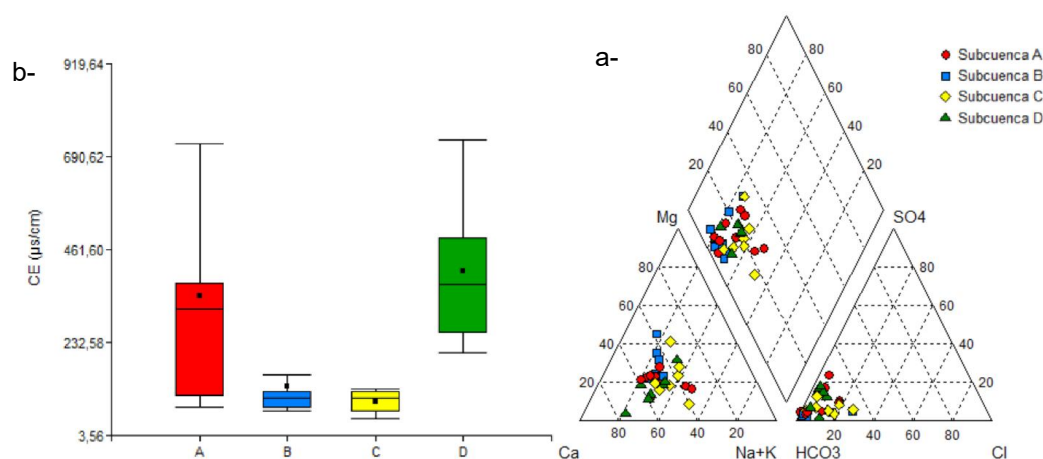 b-
919,64
690,62
461,60
232,58
3,56
CE (µs/cm)
A B C D
a-
Subcuenca A
Subcuenca B
Subcuenca C
Subcuenca D
80 80
60 60
40 40
20 20
Mg SO4
80 80
60 60
40 40
20 20
80 60 40 20 20 40 60 80
Ca Na+K HCO3 Cl